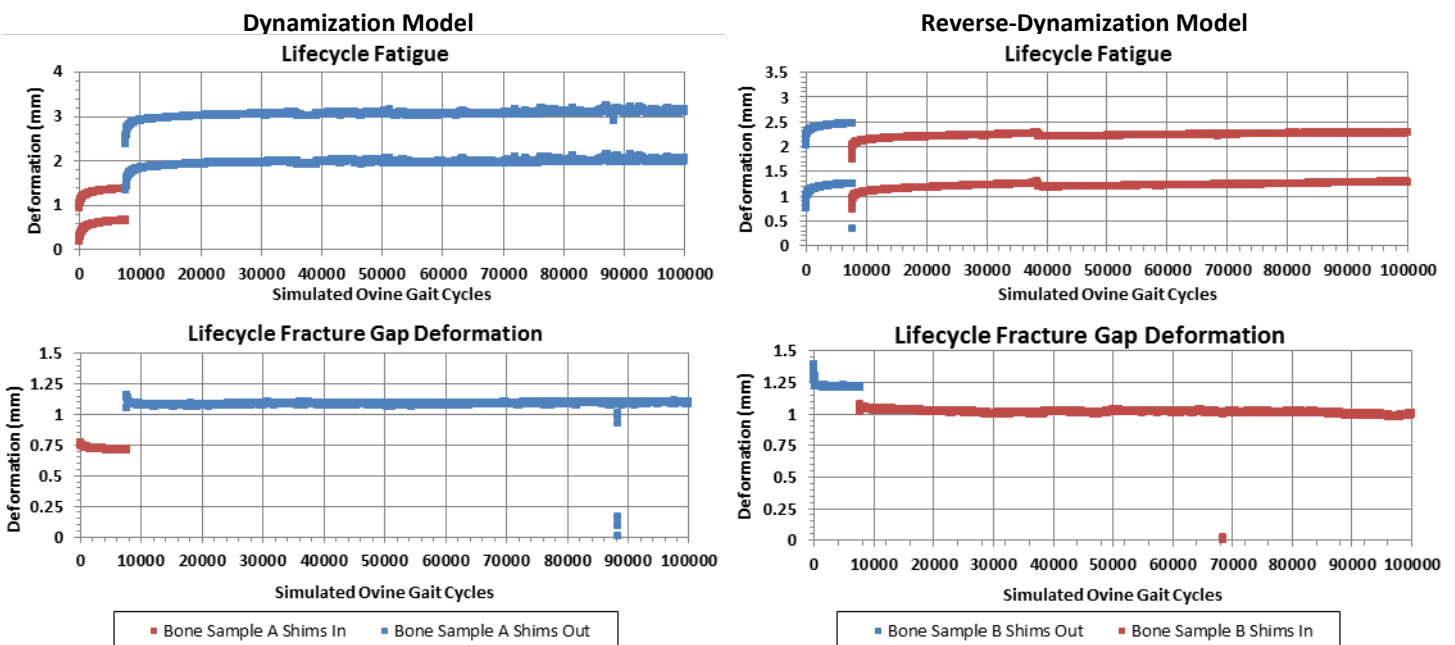 Dynamization Model
Lifecycle Fatigue
Deformation (mm)
4
3
2
1
0
0 10000 20000 30000 40000 50000 60000 70000 80000 90000 100000
Simulated Ovine Gait Cycles
Lifecycle Fracture Gap Deformation
Deformation (mm)
1.5
1.25
1
0.75
0.5
0.25
0
0 10000 20000 30000 40000 50000 60000 70000 80000 90000 100000
Simulated Ovine Gait Cycles
Bone Sample A Shims In Bone Sample A Shims Out
Reverse-Dynamization Model
Lifecycle Fatigue
Deformation (mm)
3.5
3
2.5
2
1.5
1
0.5
0
0 10000 20000 30000 40000 50000 60000 70000 80000 90000 100000
Simulated Ovine Gait Cycles
Lifecycle Fracture Gap Deformation
Deformation (mm)
1.5
1.25
1
0.75
0.5
0.25
0
0 10000 20000 30000 40000 50000 60000 70000 80000 90000 100000
Simulated Ovine Gait Cycles
Bone Sample B Shims Out Bone Sample B Shims In